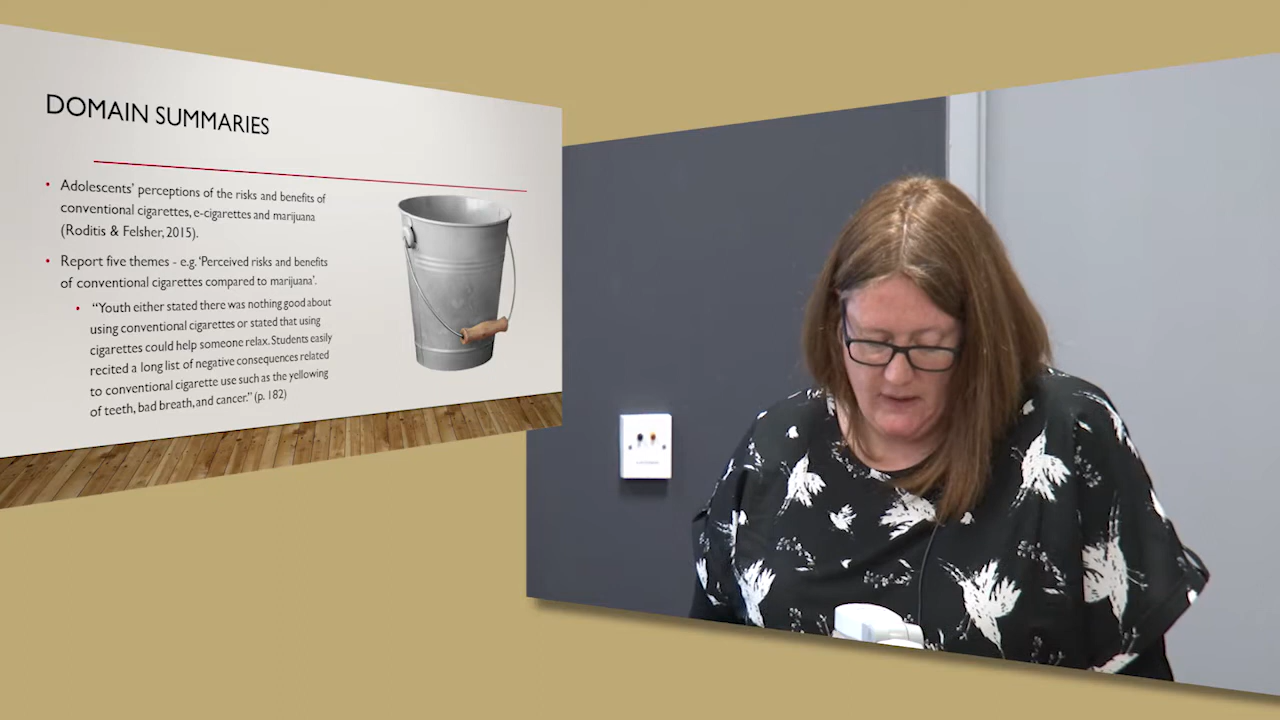 DOMAIN SUMMARIES
• Adolescents' perceptions of the risks and benefits of
conventional cigarettes, e-cigarettes and marijuana
(Roditis & Felsher, 2015).
• Report five themes - e.g. 'Perceived risks and benefits
of conventional cigarettes compared to marijuana'.
• "Youth either stated there was nothing good about
using conventional cigarettes or stated that using
cigarettes could help someone relax. Students easily
recited a long list of negative consequences related
to conventional cigarette use such as the yellowing
of teeth, bad breath, and cancer." (p. 182)